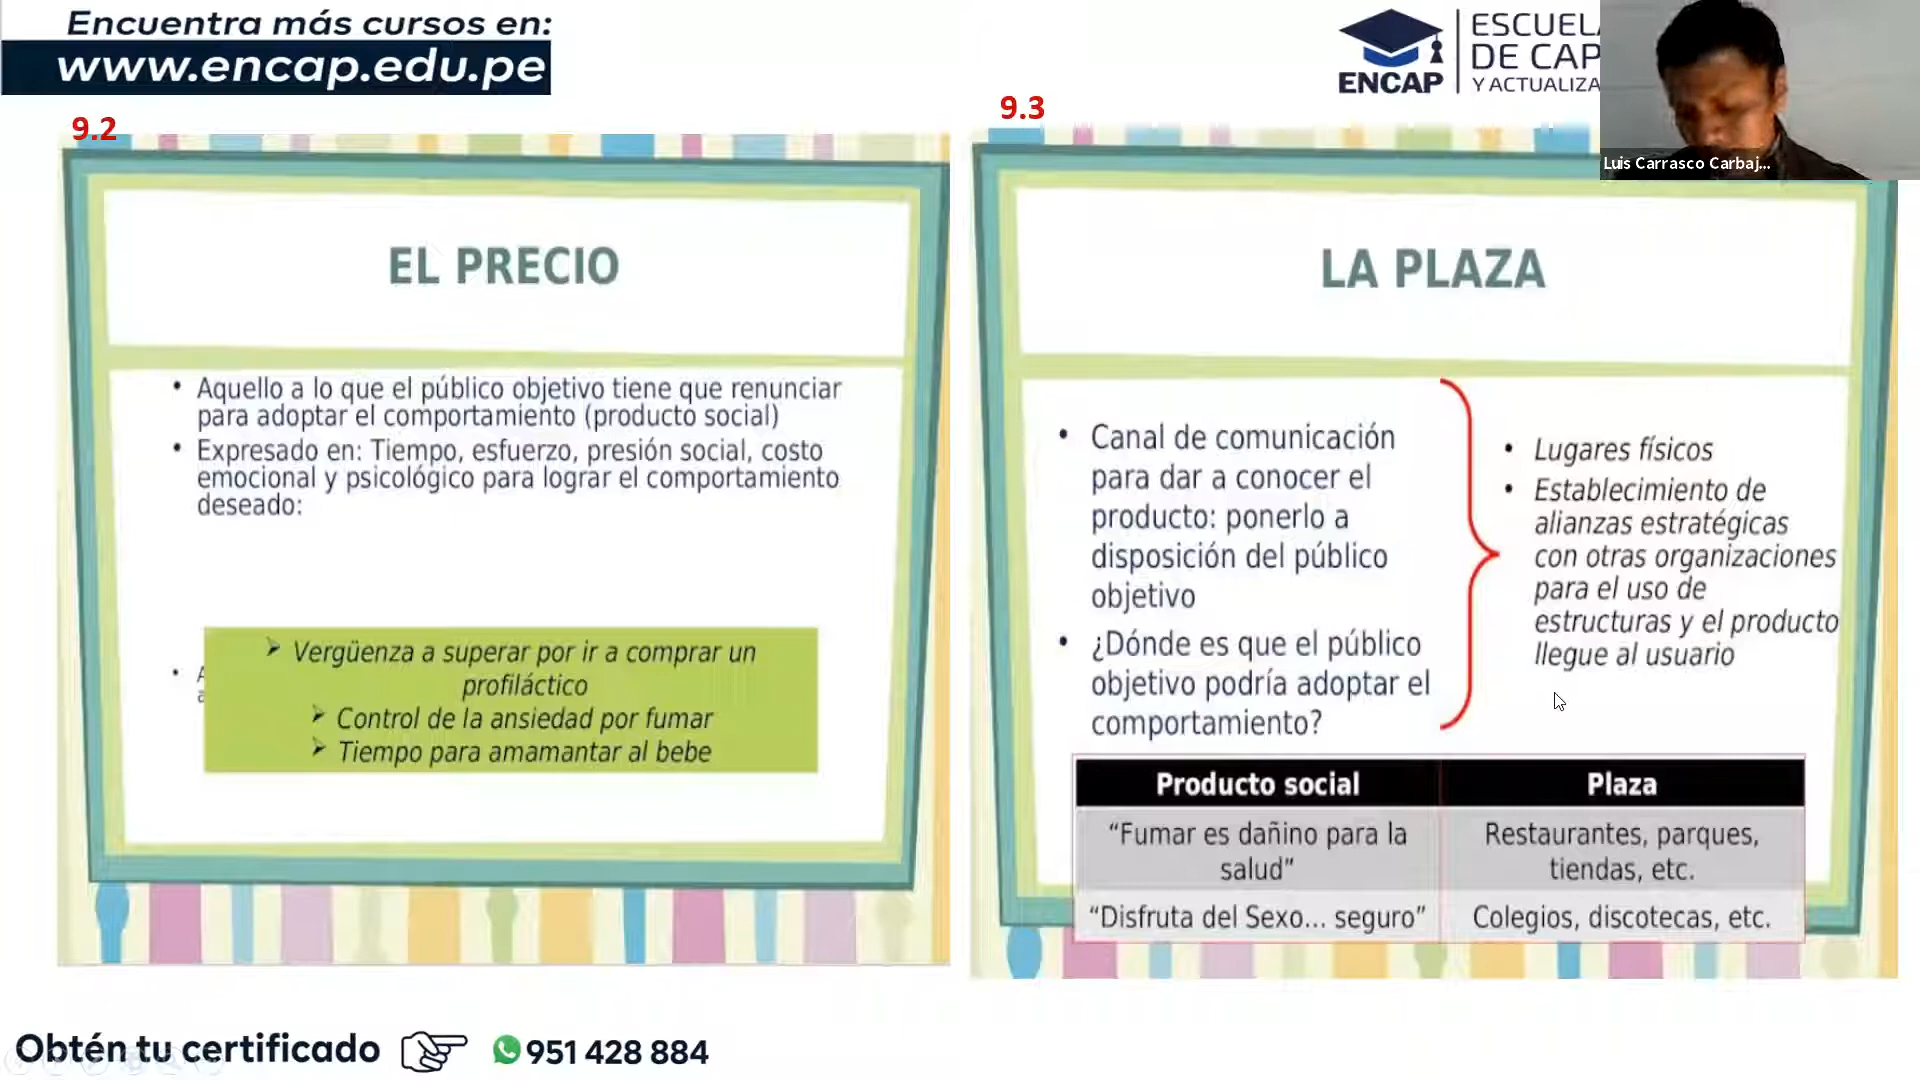 Encuentra más cursos en:
www.encap.edu.pe
ENCAP
ESCUEL
DE CAP
Y ACTUALIZA
Luis Carrasco Carbaj...
9.2
EL PRECIO
• Aquello a lo que el público objetivo tiene que renunciar
para adoptar el comportamiento (producto social)
• Expresado en: Tiempo, esfuerzo, presión social, costo
emocional y psicológico para lograr el comportamiento
deseado:
➢ Vergüenza a superar por ir a comprar un
profiláctico
➢ Control de la ansiedad por fumar
➢ Tiempo para amamantar al bebe
9.3
LA PLAZA
• Canal de comunicación
para dar a conocer el
producto: ponerlo a
disposición del público
objetivo
• ¿Dónde es que el público
objetivo podría adoptar el
comportamiento?
• Lugares físicos
• Establecimiento de
alianzas estratégicas
con otras organizaciones
para el uso de
estructuras y el producto
llegue al usuario
Producto social
Plaza
“Fumar es dañino para la
salud”
Restaurantes, parques,
tiendas, etc.
“Disfruta del Sexo... seguro”
Colegios, discotecas, etc.
Obtén tu certificado
951 428 884